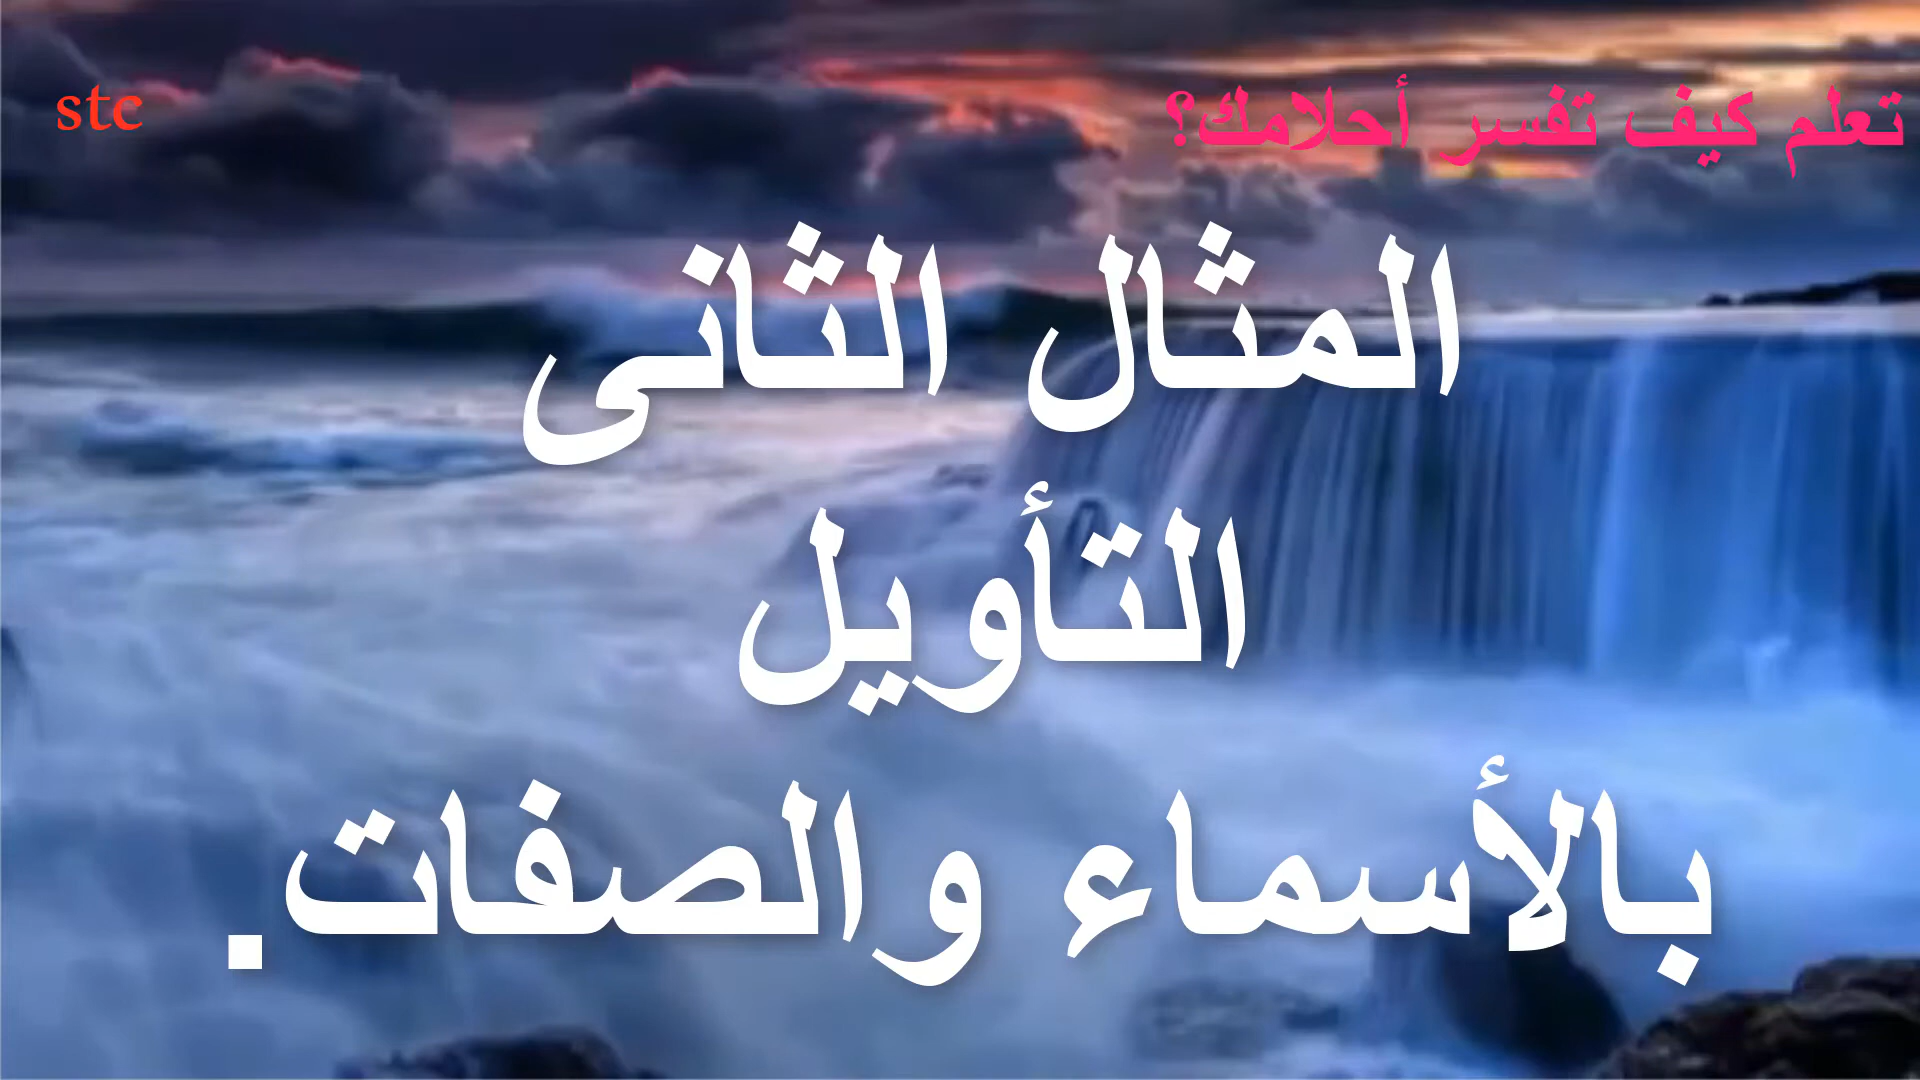 تعلم كيف تفسر أحلامك؟
stc
المثال الثانى
التأويل
بالأسماء والصفات.